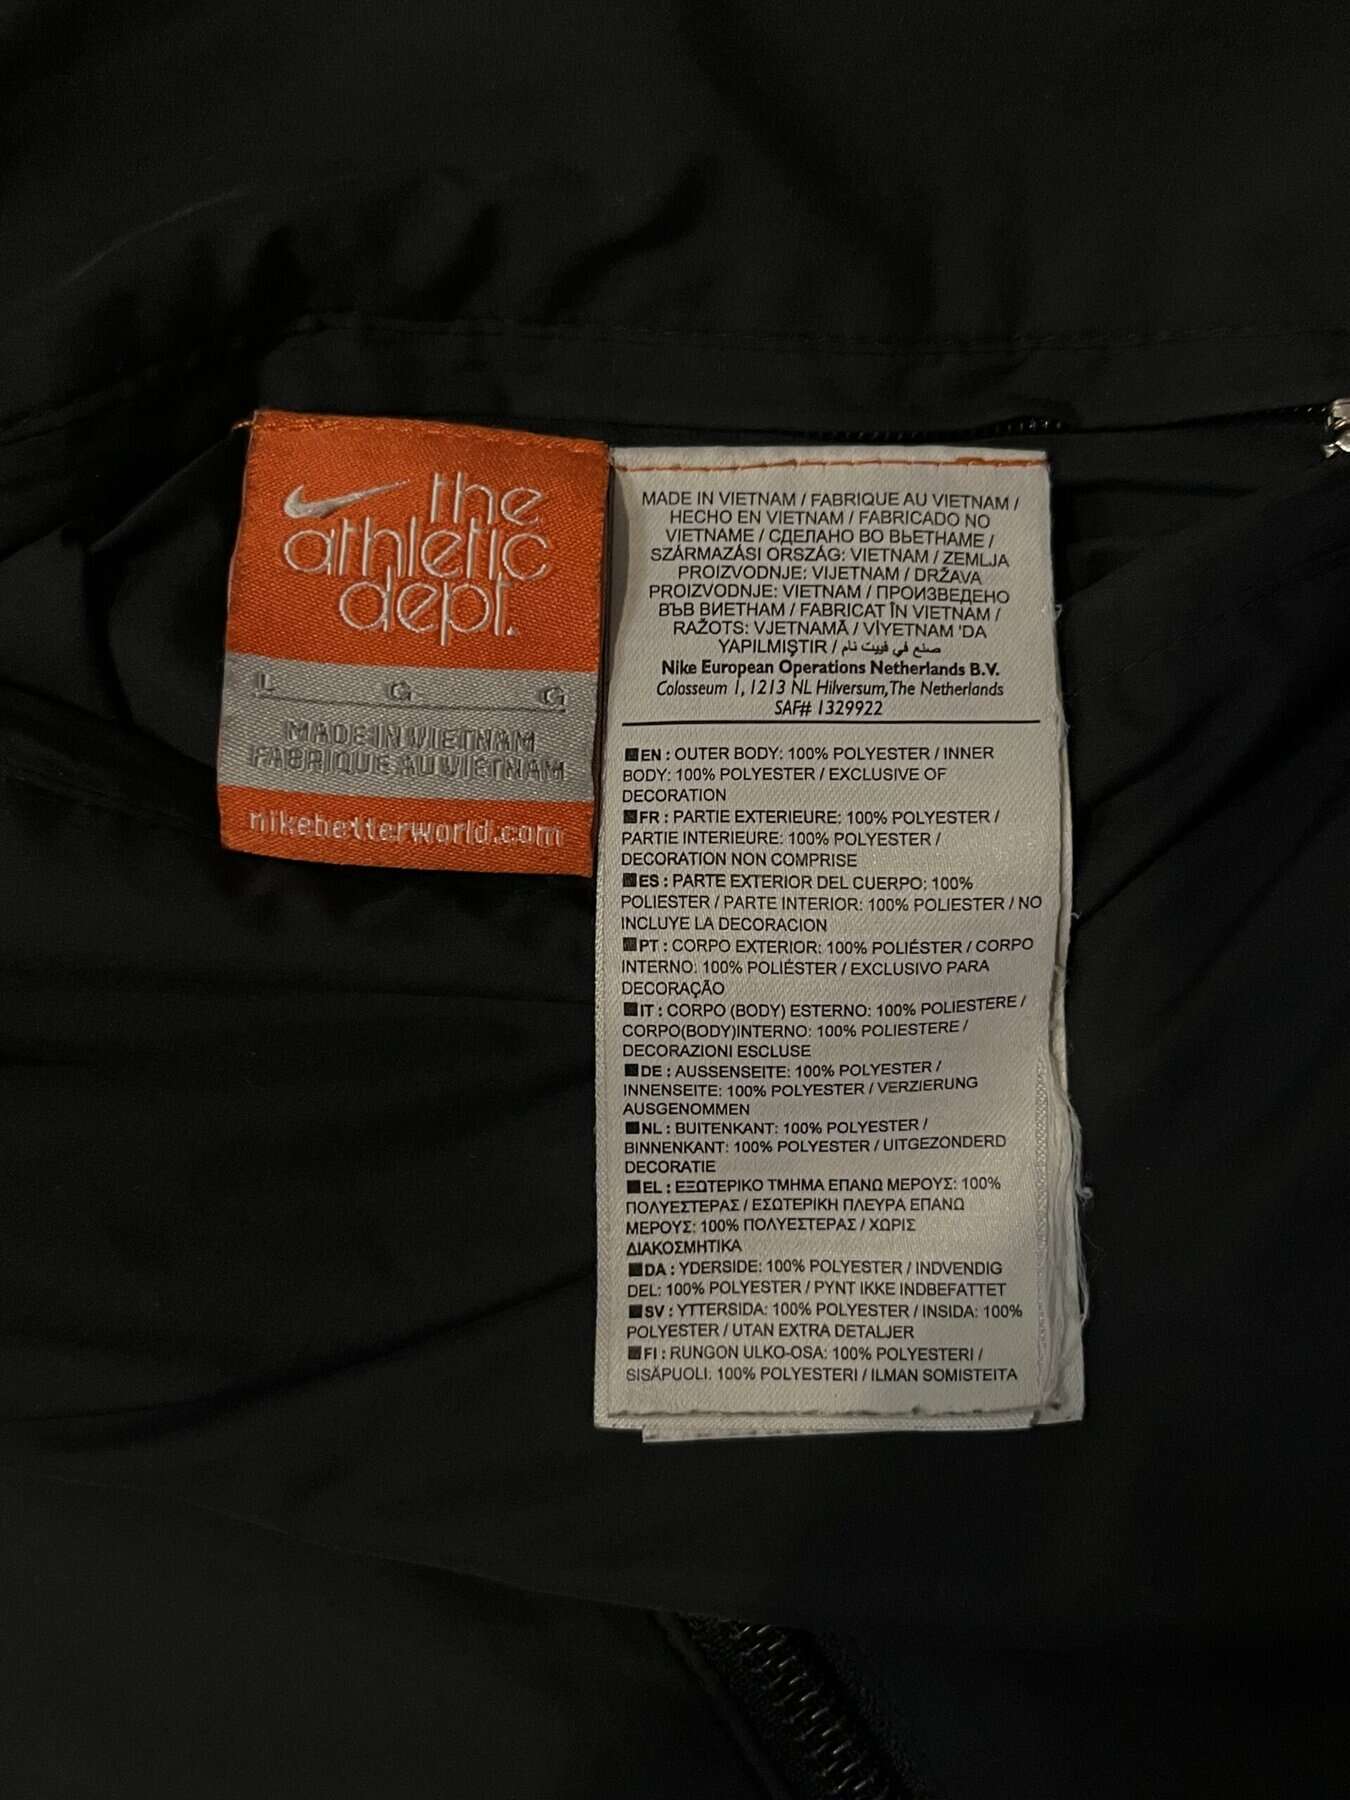 the
athletic
dept.
L G G
MADE IN VIETNAM
FABRIQUE AU VIETNAM
nikebetterworld.com
MADE IN VIETNAM / FABRIQUE AU VIETNAM /
HECHO EN VIETNAM / FABRICADO NO
VIETNAME / СДЕЛАНО ВО ВЬЕТНАМЕ /
SZÁRMAZÁSI ORSZÁG: VIETNAM / ZEMLJA
PROIZVODNJE: VIJETNAM / DRŽAVA
PROIZVODNJE: VIETNAM / ПРОИЗВЕДЕНО
ВЪВ ВИЕТНАМ / FABRICAT ÎN VIETNAM /
RAŽOTS: VJETNAMĀ / VİYETNAM 'DA
YAPILMIŞTIR / صنع في فييت نام
Nike European Operations Netherlands B.V.
Colosseum 1, 1213 NL Hilversum,The Netherlands
SAF# 1329922
EN : OUTER BODY: 100% POLYESTER / INNER
BODY: 100% POLYESTER / EXCLUSIVE OF
DECORATION
FR : PARTIE EXTERIEURE: 100% POLYESTER /
PARTIE INTERIEURE: 100% POLYESTER /
DECORATION NON COMPRISE
ES : PARTE EXTERIOR DEL CUERPO: 100%
POLIESTER / PARTE INTERIOR: 100% POLIESTER / NO
INCLUYE LA DECORACION
PT : CORPO EXTERIOR: 100% POLIÉSTER / CORPO
INTERNO: 100% POLIÉSTER / EXCLUSIVO PARA
DECORAÇÃO
IT : CORPO (BODY) ESTERNO: 100% POLIESTERE /
CORPO(BODY)INTERNO: 100% POLIESTERE /
DECORAZIONI ESCLUSE
DE : AUSSENSEITE: 100% POLYESTER /
INNENSEITE: 100% POLYESTER / VERZIERUNG
AUSGENOMMEN
NL : BUITENKANT: 100% POLYESTER /
BINNENKANT: 100% POLYESTER / UITGEZONDERD
DECORATIE
EL : ΕΞΩΤΕΡΙΚΟ ΤΜΗΜΑ ΕΠΑΝΩ ΜΕΡΟΥΣ: 100%
ΠΟΛΥΕΣΤΕΡΑΣ / ΕΣΩΤΕΡΙΚΗ ΠΛΕΥΡΑ ΕΠΑΝΩ
ΜΕΡΟΥΣ: 100% ΠΟΛΥΕΣΤΕΡΑΣ / ΧΩΡΙΣ
ΔΙΑΚΟΣΜΗΤΙΚΑ
DA : YDERSIDE: 100% POLYESTER / INDVENDIG
DEL: 100% POLYESTER / PYNT IKKE INDBEFATTET
SV : YTTERSIDA: 100% POLYESTER / INSIDA: 100%
POLYESTER / UTAN EXTRA DETALJER
FI : RUNGON ULKO-OSA: 100% POLYESTERI /
SISÄPUOLI: 100% POLYESTERI / ILMAN SOMISTEITA